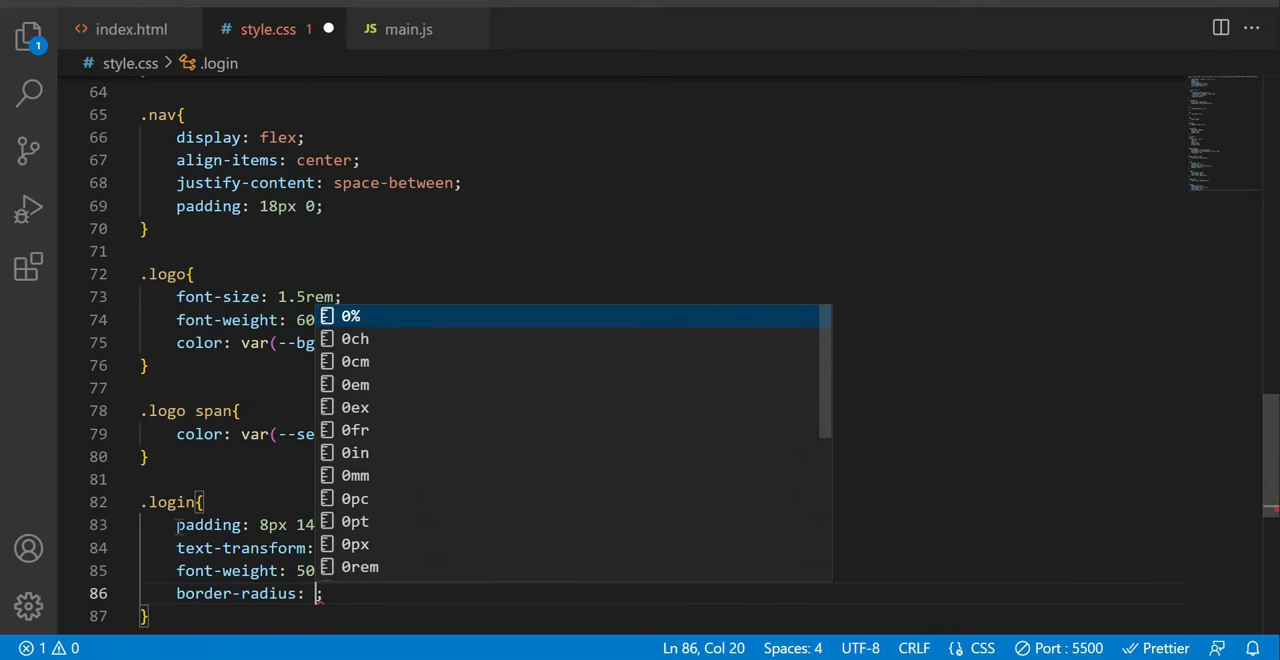 1
index.html
# style.css 1
JS main.js
# style.css > .login
64
65 .nav{
66 display: flex;
67 align-items: center;
68 justify-content: space-between;
69 padding: 18px 0;
70 }
71
72 .logo{
73 font-size: 1.5rem;
74 font-weight: 60
75 color: var(--bg
76 }
77
78 .logo span{
79 color: var(--se
80 }
81
82 .login{
83 padding: 8px 14
84 text-transform:
85 font-weight: 50
86 border-radius: ;
87 }
0%
0ch
0cm
0em
0ex
0fr
0in
0mm
0pc
0pt
0px
0rem
1 0 Ln 86, Col 20 Spaces: 4 UTF-8 CRLF {} CSS Port : 5500 Prettier